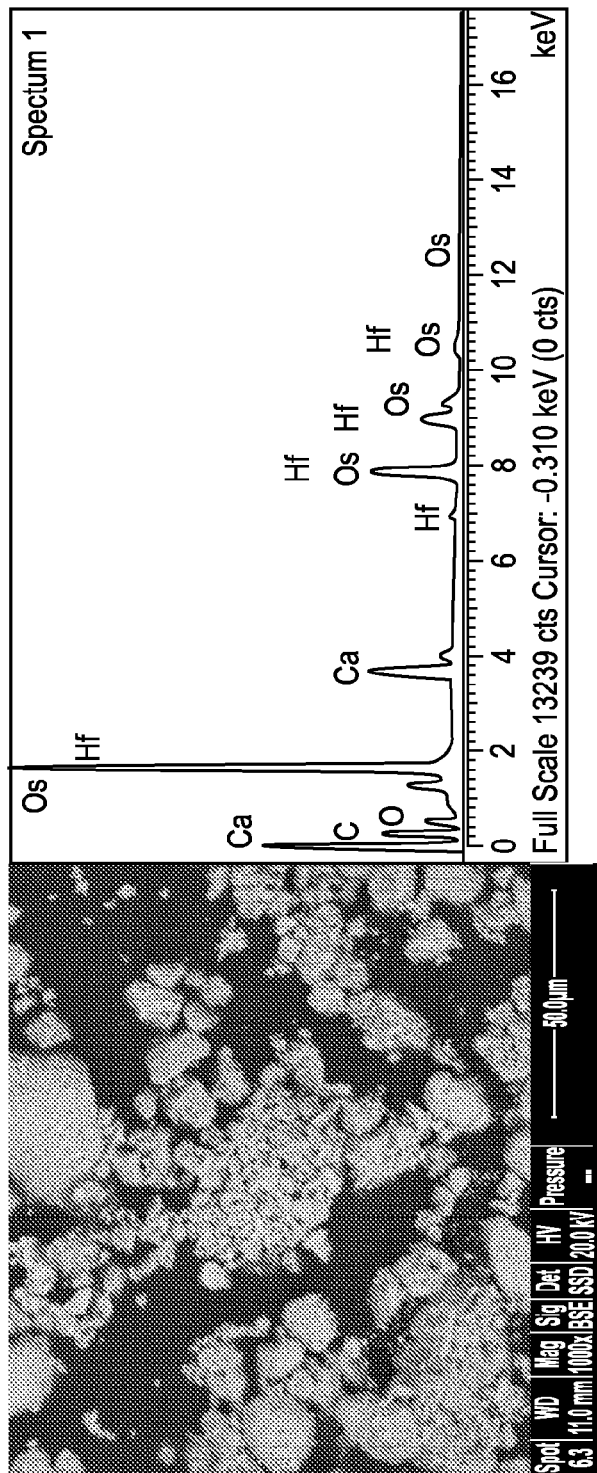 Spectum 1
Os
Hf
Ca
C
O
Ca
Hf
Os
Hf
Hf
Os
Hf
Os
Os
0 2 4 6 8 10 12 14 16
keV
Full Scale 13239 cts Cursor: -0.310 keV (0 cts)
Spot WD Mag Sig Det HV Pressure
6.3 11.0 mm 1000x BSE SSD 20.0 kV ---
50.0µm